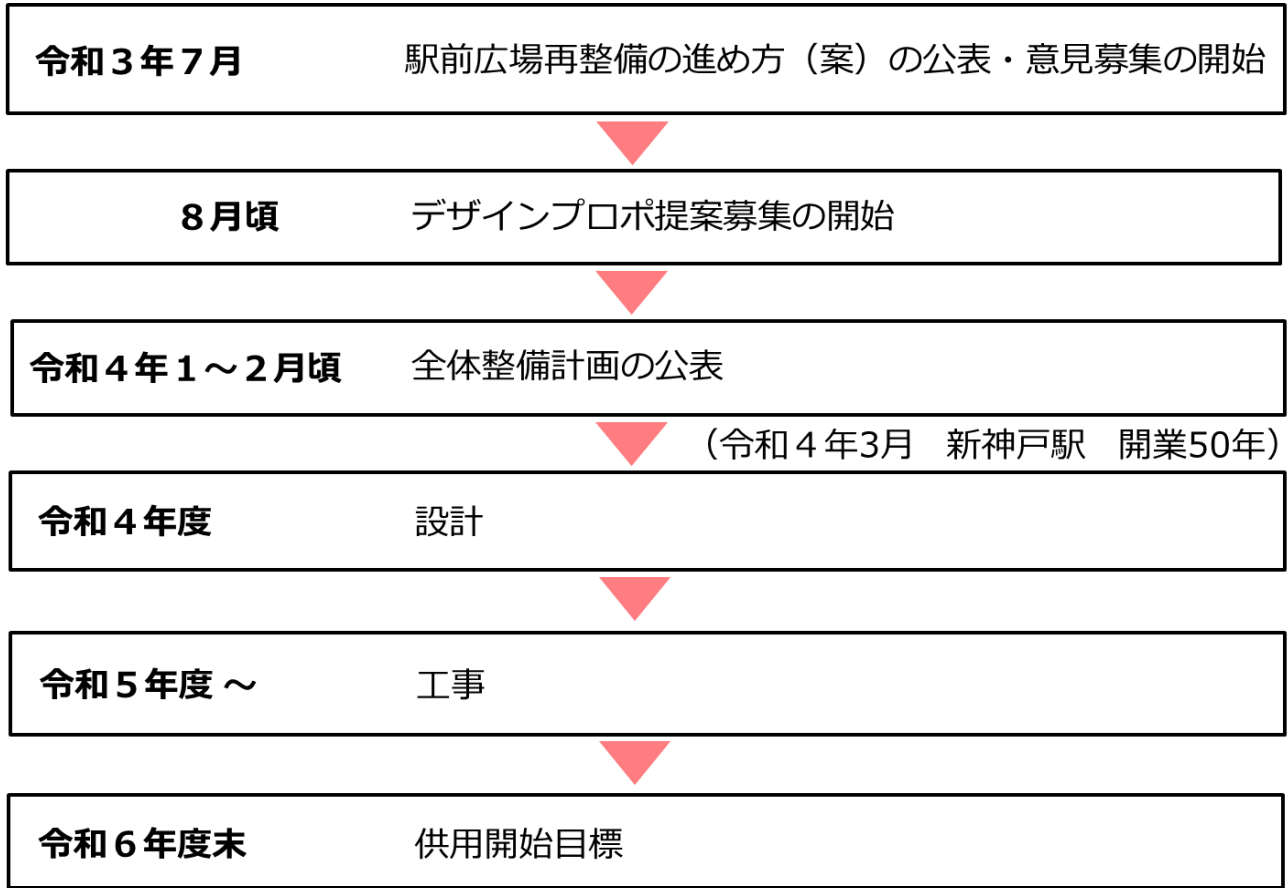 令和３年７月　駅前広場再整備の進め方（案）の公表・意見募集の開始
８月頃　デザインプロポ提案募集の開始
令和４年１～２月頃　全体整備計画の公表
（令和４年3月　新神戸駅　開業50年）
令和４年度　設計
令和５年度～　工事
令和６年度末　供用開始目標